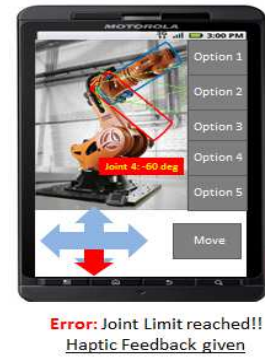 MOTOROLA
3:00 PM
Option 1
Option 2
Option 3
Joint 4: -60 deg
Option 4
Option 5
Move
Error: Joint Limit reached!!
Haptic Feedback given